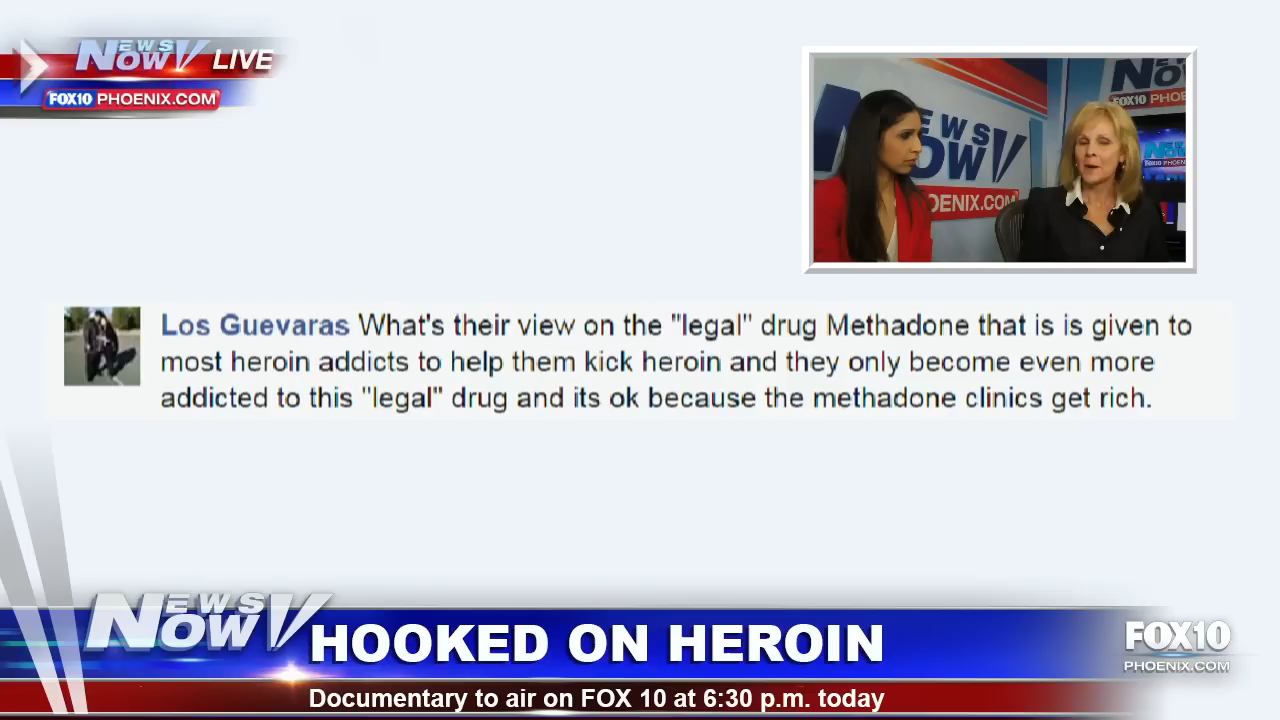 NEWS
NOW LIVE
FOX10 PHOENIX.COM
NEWS
NOW
PHOENIX.COM
NO
FOX10 PHOE
Los Guevaras What's their view on the "legal" drug Methadone that is is given to
most heroin addicts to help them kick heroin and they only become even more
addicted to this "legal" drug and its ok because the methadone clinics get rich.
NEWS
NOW
HOOKED ON HEROIN
FOX10
PHOENIX.COM
Documentary to air on FOX 10 at 6:30 p.m. today